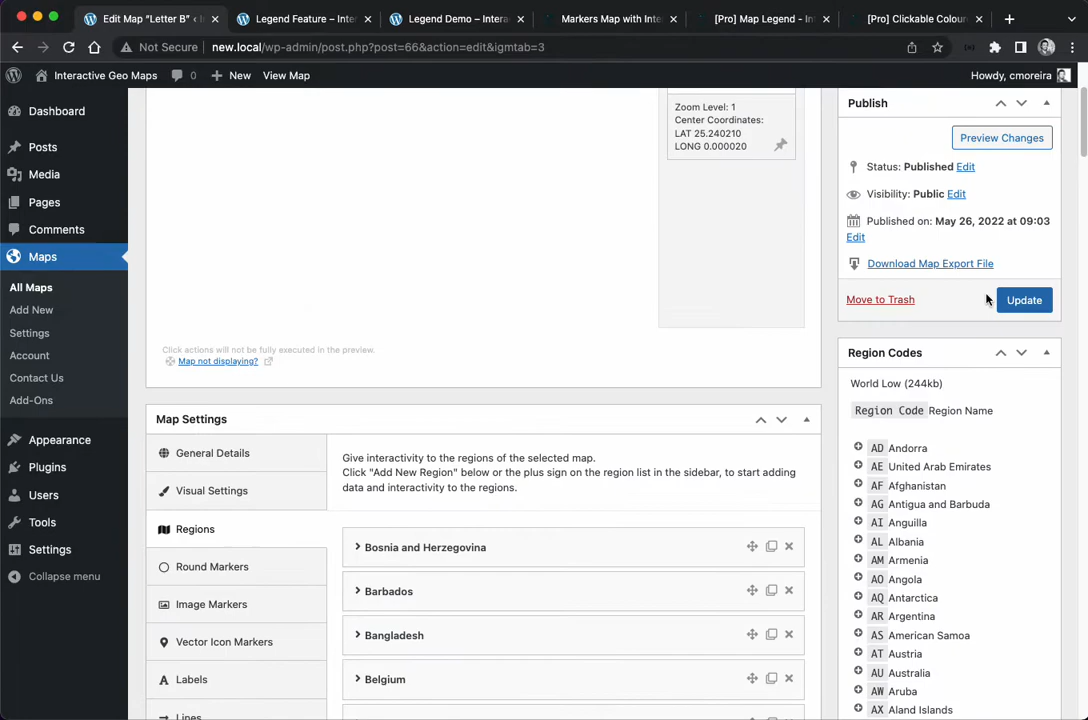 Edit Map “Letter B” ‹ I
Legend Feature – Inter
Legend Demo – Interac
Markers Map with Inte
[Pro] Map Legend - In
[Pro] Clickable Colour
Not Secure new.local/wp-admin/post.php?post=66&action=edit&igmtab=3
Interactive Geo Maps 0 New View Map Howdy, cmoreira
Dashboard
Posts
Media
Pages
Comments
Maps
All Maps
Add New
Settings
Account
Contact Us
Add-Ons
Appearance
Plugins
Users
Tools
Settings
Collapse menu
Zoom Level: 1
Center Coordinates:
LAT 25.240210
LONG 0.000020
Click actions will not be fully executed in the preview.
Map not displaying?
Map Settings
General Details
Visual Settings
Regions
Round Markers
Image Markers
Vector Icon Markers
Labels
Lines
Give interactivity to the regions of the selected map.
Click "Add New Region" below or the plus sign on the region list in the sidebar, to start adding
data and interactivity to the regions.
Bosnia and Herzegovina
Barbados
Bangladesh
Belgium
Publish
Preview Changes
Status: Published Edit
Visibility: Public Edit
Published on: May 26, 2022 at 09:03
Edit
Download Map Export File
Move to Trash Update
Region Codes
World Low (244kb)
Region Code Region Name
AD Andorra
AE United Arab Emirates
AF Afghanistan
AG Antigua and Barbuda
AI Anguilla
AL Albania
AM Armenia
AO Angola
AQ Antarctica
AR Argentina
AS American Samoa
AT Austria
AU Australia
AW Aruba
AX Aland Islands